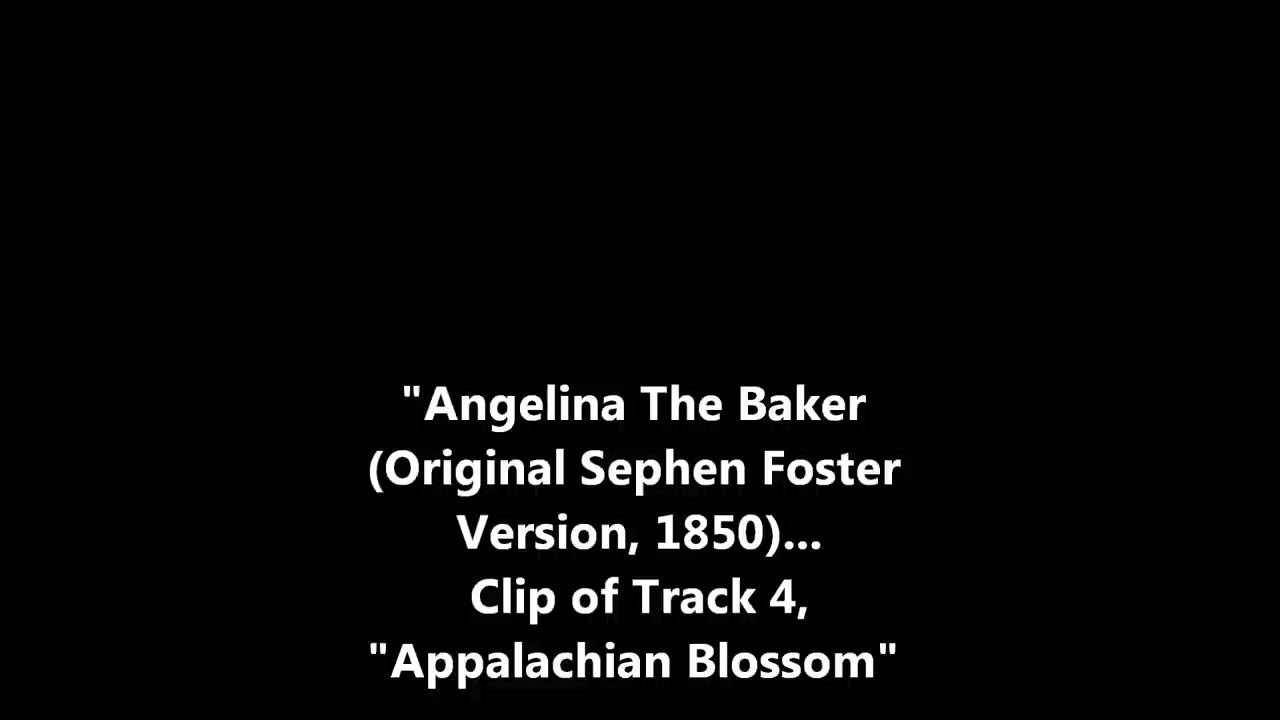 "Angelina The Baker
(Original Sephen Foster
Version, 1850)...
Clip of Track 4,
"Appalachian Blossom"